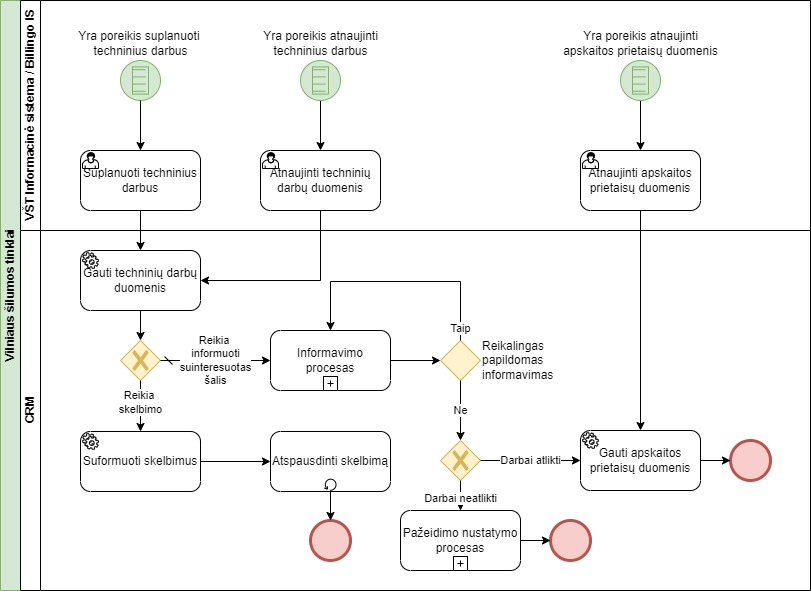 Vilniaus šilumos tinklai
VŠT Informacinė sistema / Billingo IS
Yra poreikis suplanuoti
techninius darbus
Yra poreikis atnaujinti
techninius darbus
Yra poreikis atnaujinti
apskaitos prietaisų duomenis
Suplanuoti techninius
darbus
Atnaujinti techninių
darbų duomenis
Atnaujinti apskaitos
prietaisų duomenis
CRM
Gauti techninių darbų
duomenis
Reikia
informuoti
suinteresuotas
šalis
Informavimo
procesas
Taip
Reikalingas
papildomas
informavimas
Reikia
skelbimo
Ne
Suformuoti skelbimus
Atspausdinti skelbimą
Darbai atlikti
Gauti apskaitos
prietaisų duomenis
Darbai neatlikti
Pažeidimo nustatymo
procesas